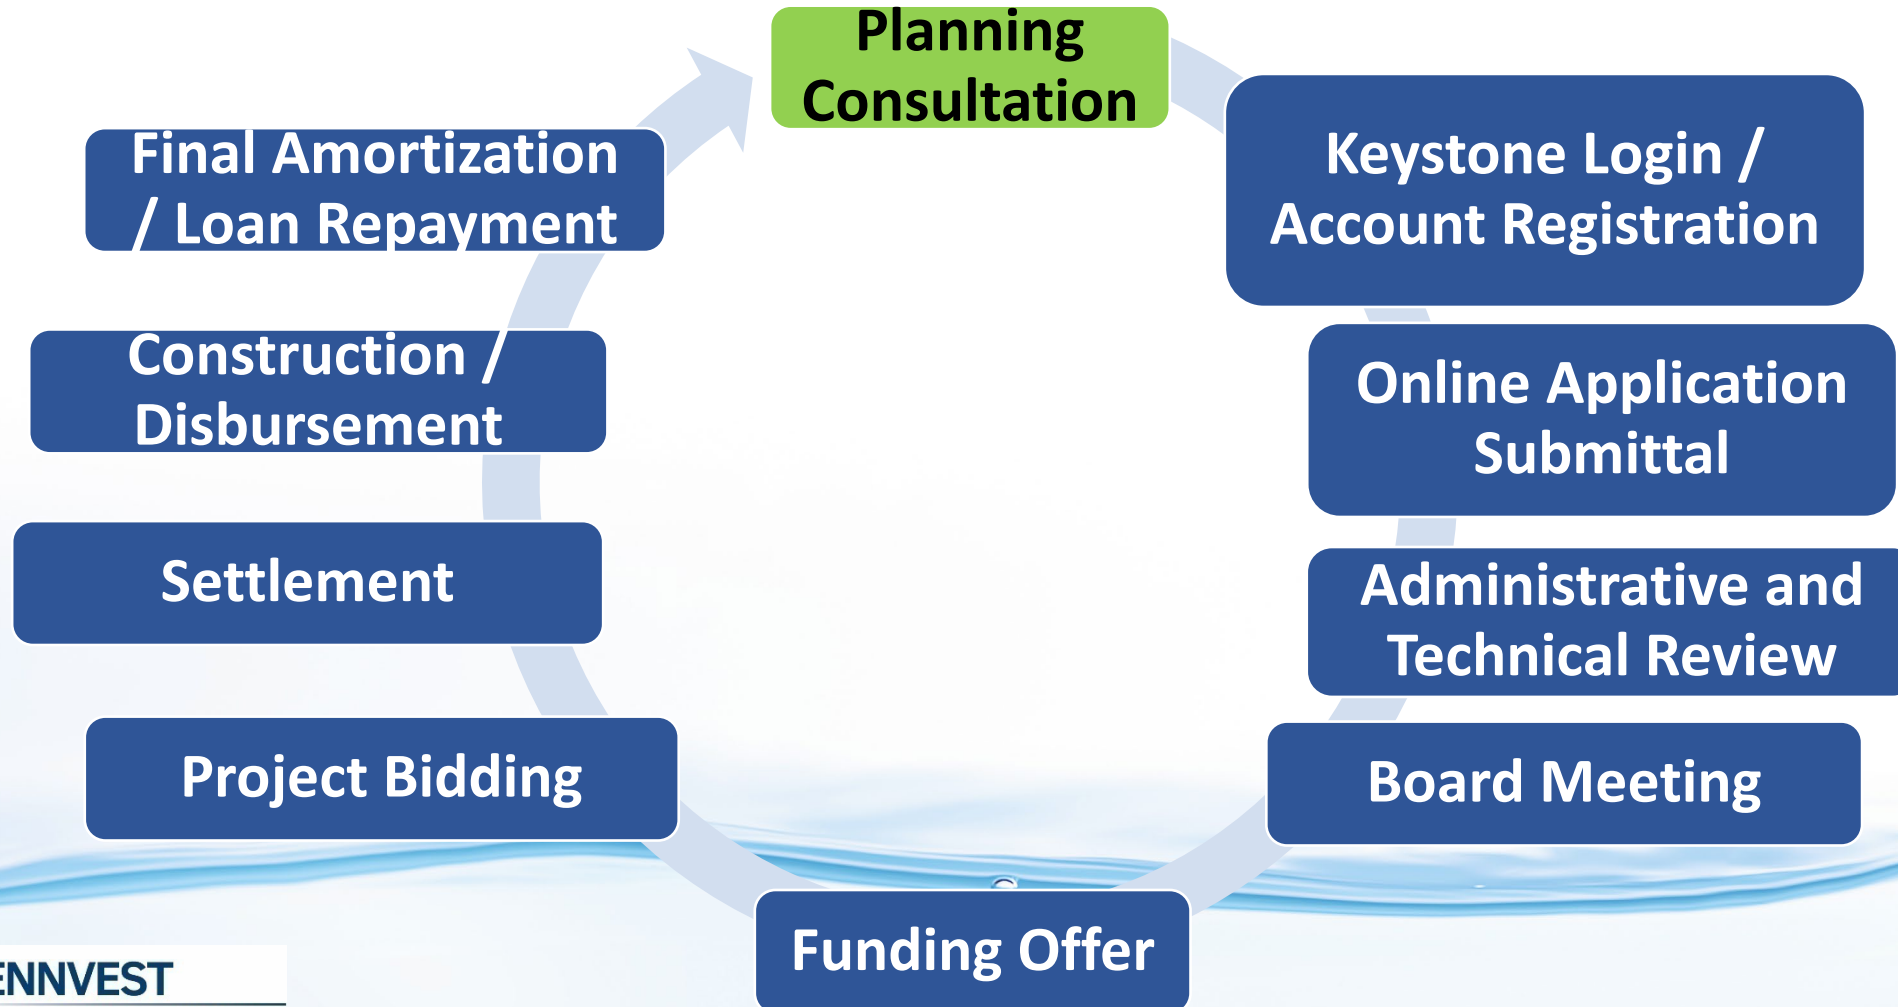 Planning
Consultation
Keystone Login /
Account Registration
Online Application
Submittal
Administrative and
Technical Review
Board Meeting
Funding Offer
Project Bidding
Settlement
Construction /
Disbursement
Final Amortization
/ Loan Repayment
ENNVEST